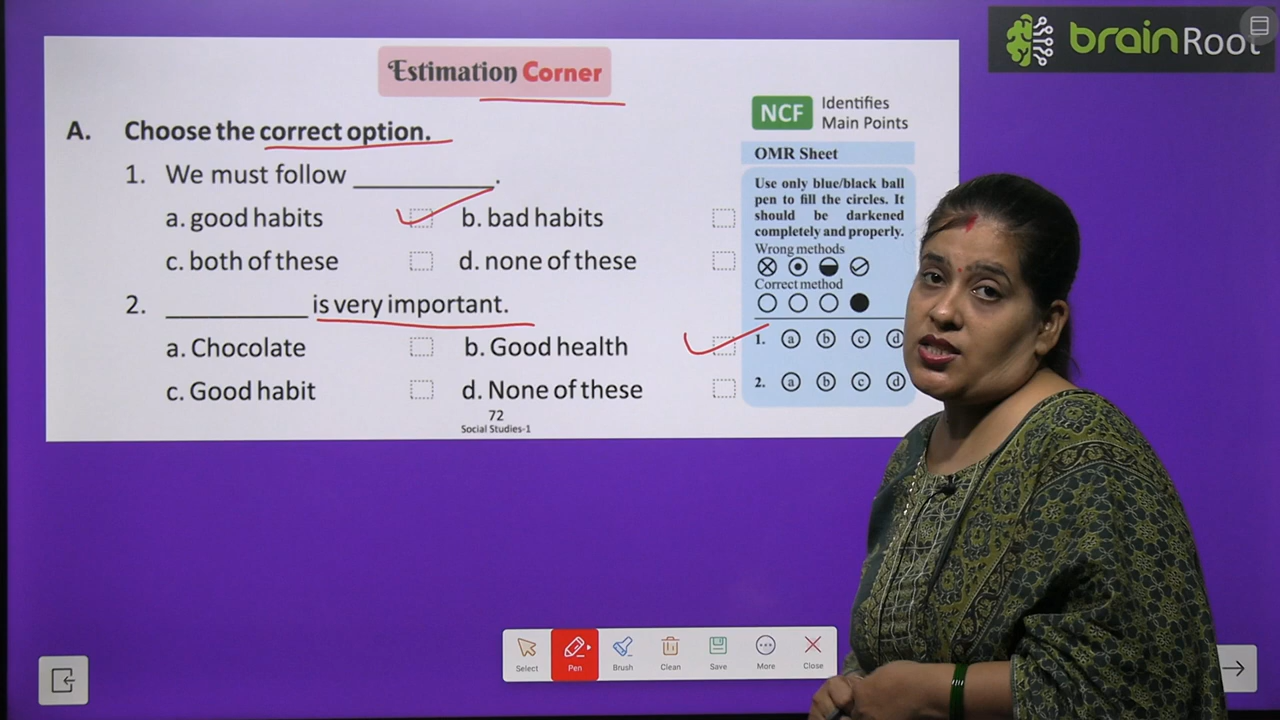 brainRoot
Estimation Corner
NCF Identifies
Main Points
A. Choose the correct option.
1. We must follow __________.
a. good habits b. bad habits
c. both of these d. none of these
2. __________ is very important.
a. Chocolate b. Good health
c. Good habit d. None of these
72
Social Studies-1
OMR Sheet
Use only blue/black ball
pen to fill the circles. It
should be darkened
completely and properly.
Wrong methods
Correct method
1. a b c d
2. a b c d
Select Pen Brush Clean Save More Close